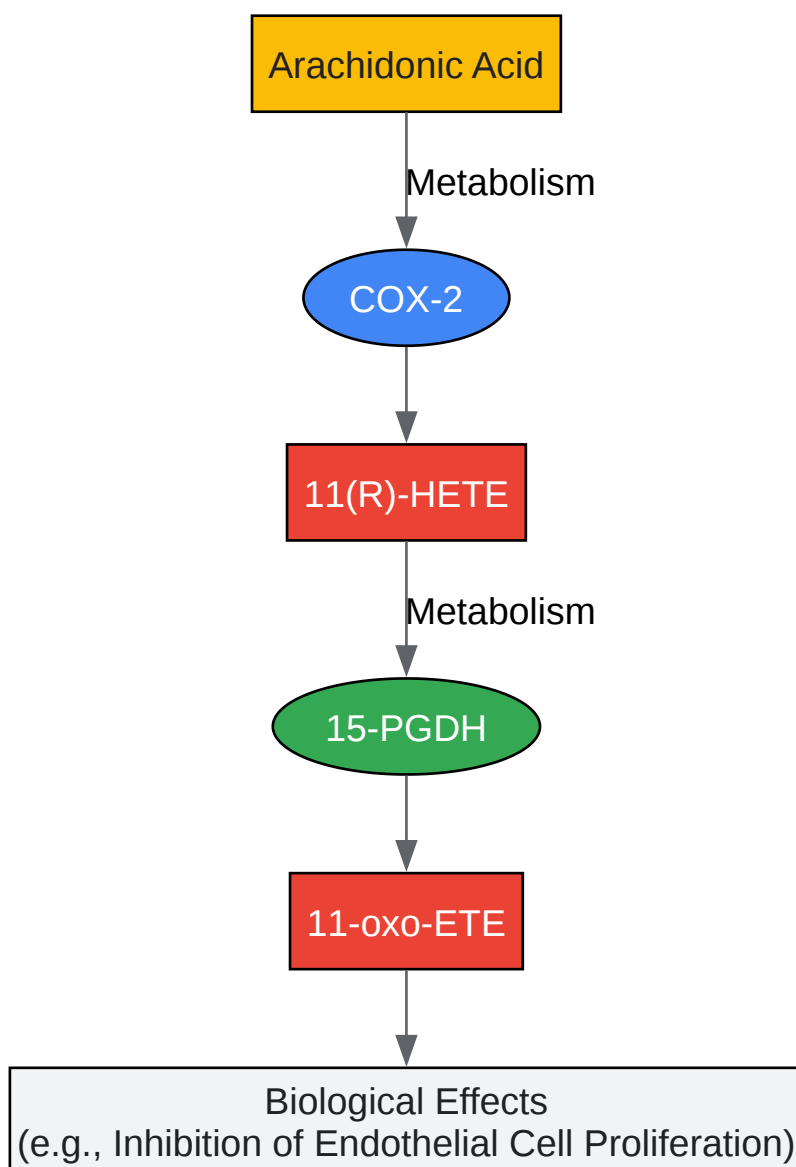 Arachidonic Acid
Metabolism
COX-2
11(R)-HETE
Metabolism
15-PGDH
11-oxo-ETE
Biological Effects
(e.g., Inhibition of Endothelial Cell Proliferation)